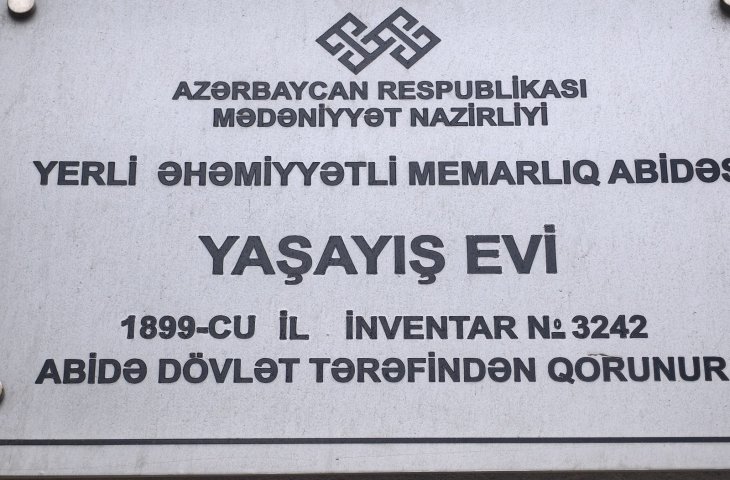 AZƏRBAYCAN RESPUBLİKASI
MƏDƏNİYYƏT NAZİRLİYİ
YERLİ ƏHƏMİYYƏTLİ MEMARLIQ ABİDƏS
YAŞAYIŞ EVİ
1899-CU İL İNVENTAR № 3242
ABİDƏ DÖVLƏT TƏRƏFİNDƏN QORUNUR